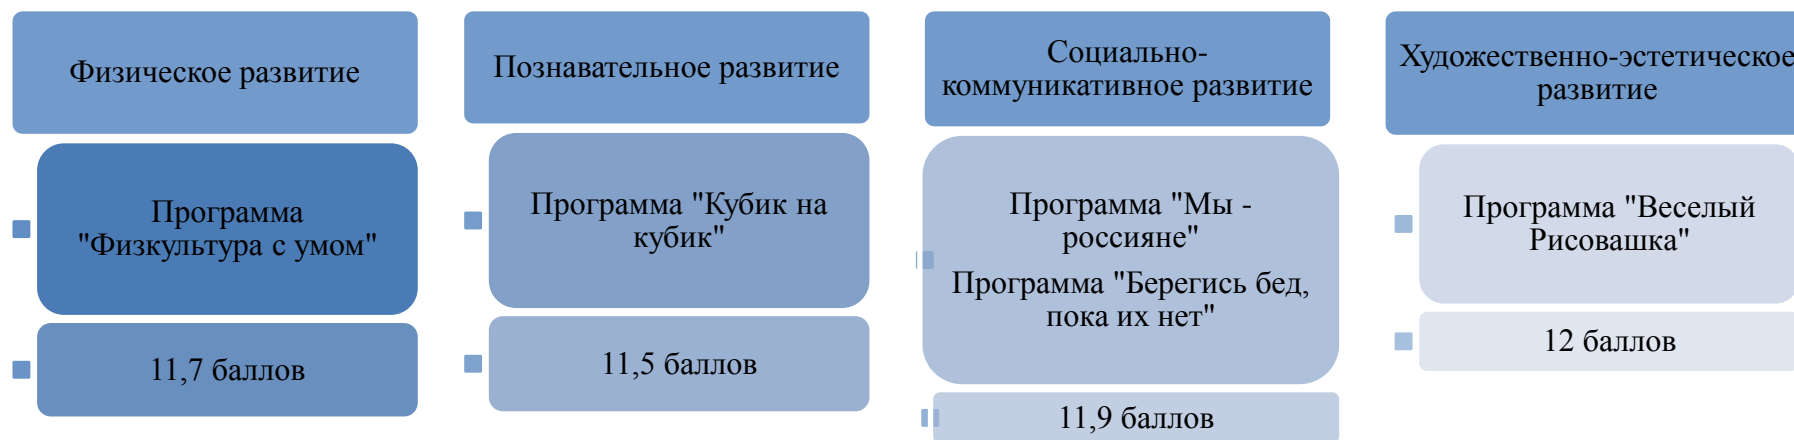 Физическое развитие
Программа
"Физкультура с умом"
11,7 баллов
Познавательное развитие
Программа "Кубик на
кубик"
11,5 баллов
Социально-
коммуникативное развитие
Программа "Мы -
россияне"
Программа "Берегись бед,
пока их нет"
11,9 баллов
Художественно-эстетическое
развитие
Программа "Веселый
Рисовашка"
12 баллов